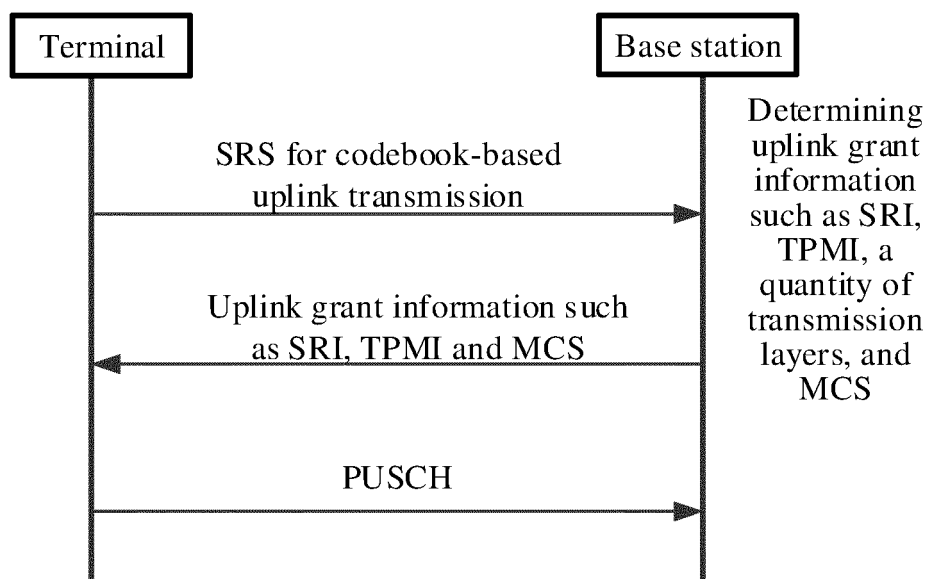 Terminal
Base station
SRS for codebook-based
uplink transmission
Determining
uplink grant
information
such as SRI,
TPMI, a
quantity of
transmission
layers, and
MCS
Uplink grant information such
as SRI, TPMI and MCS
PUSCH